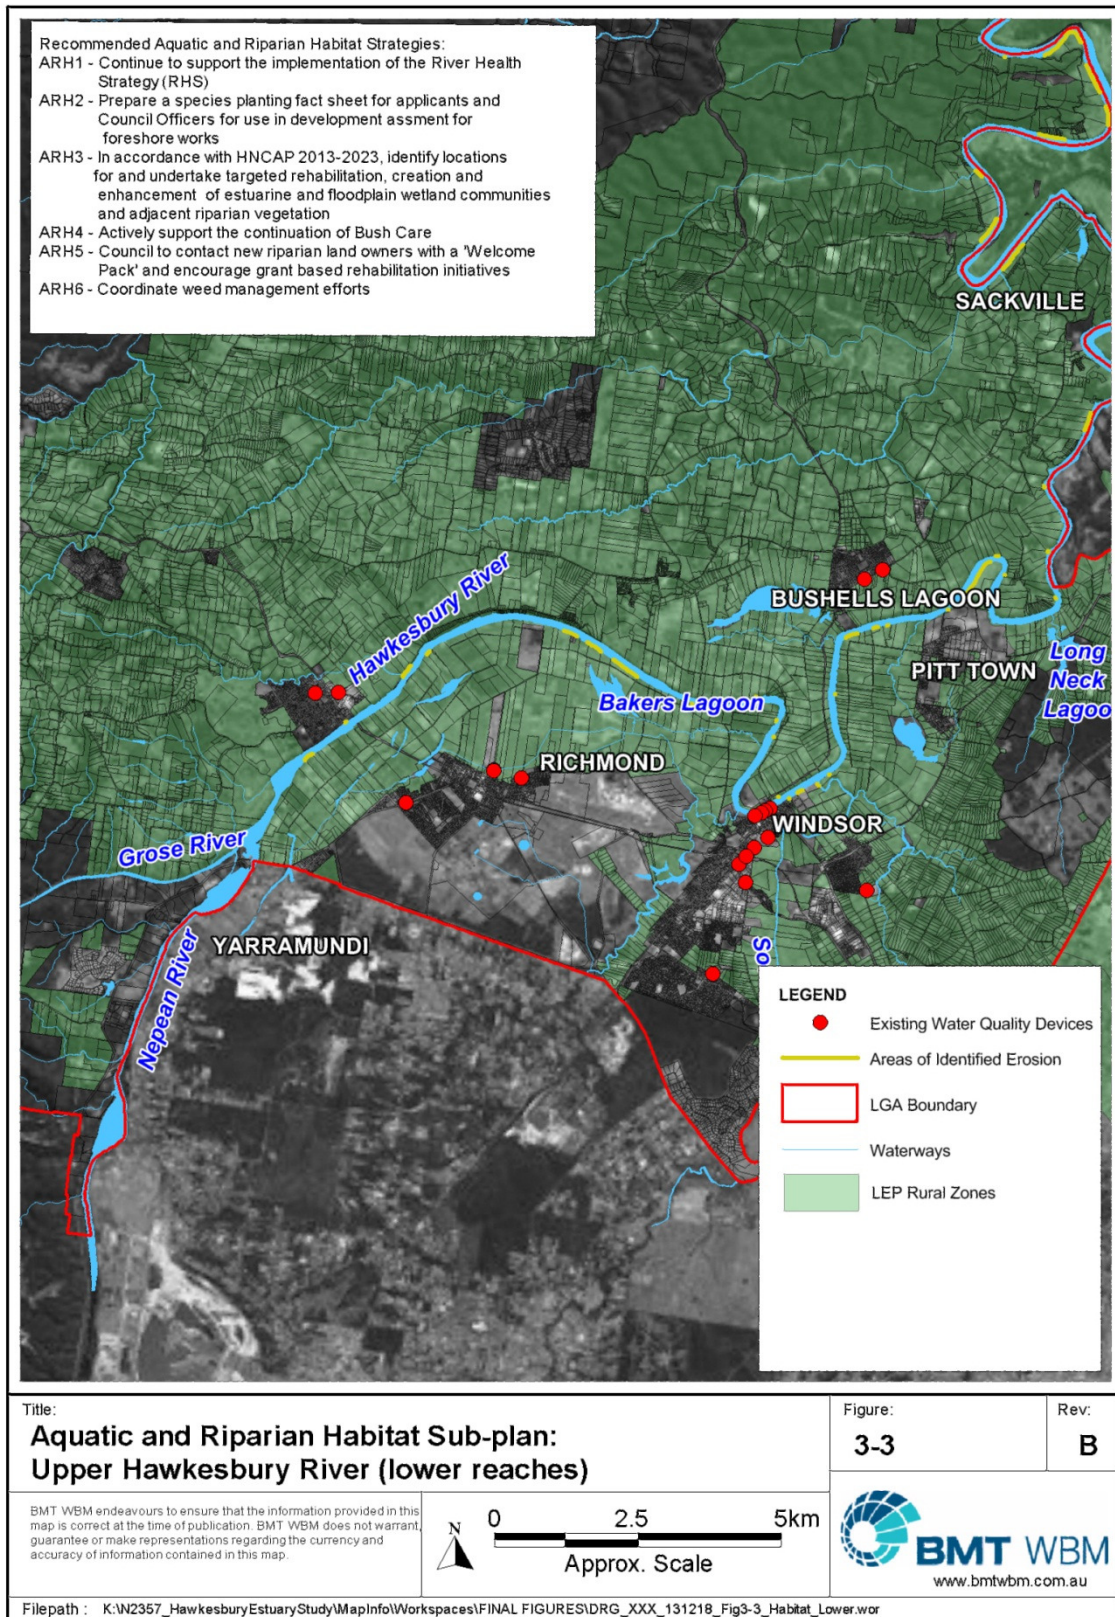 Recommended Aquatic and Riparian Habitat Strategies:
ARH1 - Continue to support the implementation of the River Health
Strategy (RHS)
ARH2 - Prepare a species planting fact sheet for applicants and
Council Officers for use in development assment for
foreshore works
ARH3 - In accordance with HNCAP 2013-2023, identify locations
for and undertake targeted rehabilitation, creation and
enhancement of estuarine and floodplain wetland communities
and adjacent riparian vegetation
ARH4 - Actively support the continuation of Bush Care
ARH5 - Council to contact new riparian land owners with a 'Welcome
Pack' and encourage grant based rehabilitation initiatives
ARH6 - Coordinate weed management efforts
SACKVILLE
Hawkesbury River
BUSHELLS LAGOON
PITT TOWN
Long
Neck
Lagoo
Bakers Lagoon
RICHMOND
WINDSOR
Grose River
YARRAMUNDI
Nepean River
So
LEGEND
Existing Water Quality Devices
Areas of Identified Erosion
LGA Boundary
Waterways
LEP Rural Zones
Title:
Aquatic and Riparian Habitat Sub-plan:
Upper Hawkesbury River (lower reaches)
Figure:
3-3
Rev:
B
BMT WBM endeavours to ensure that the information provided in this
map is correct at the time of publication. BMT WBM does not warrant,
guarantee or make representations regarding the currency and
accuracy of information contained in this map.
N
0 2.5 5km
Approx. Scale
BMT WBM
www.bmtwbm.com.au
Filepath : K:\N2357_HawkesburyEstuaryStudy\MapInfo\Workspaces\FINAL FIGURES\DRG_XXX_131218_Fig3-3_Habitat_Lower.wor